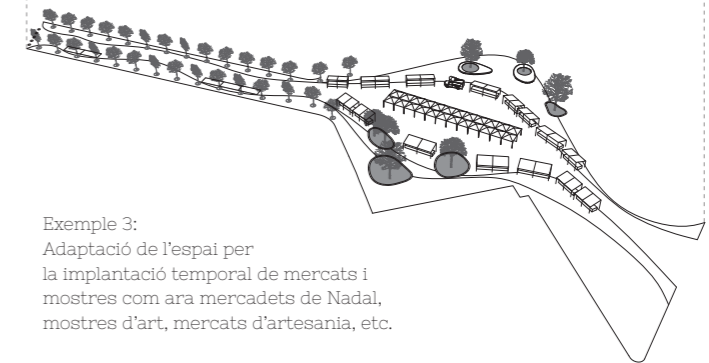 Exemple 3:
Adaptació de l'espai per
la implantació temporal de mercats i
mostres com ara mercadets de Nadal,
mostres d'art, mercats d'artesania, etc.